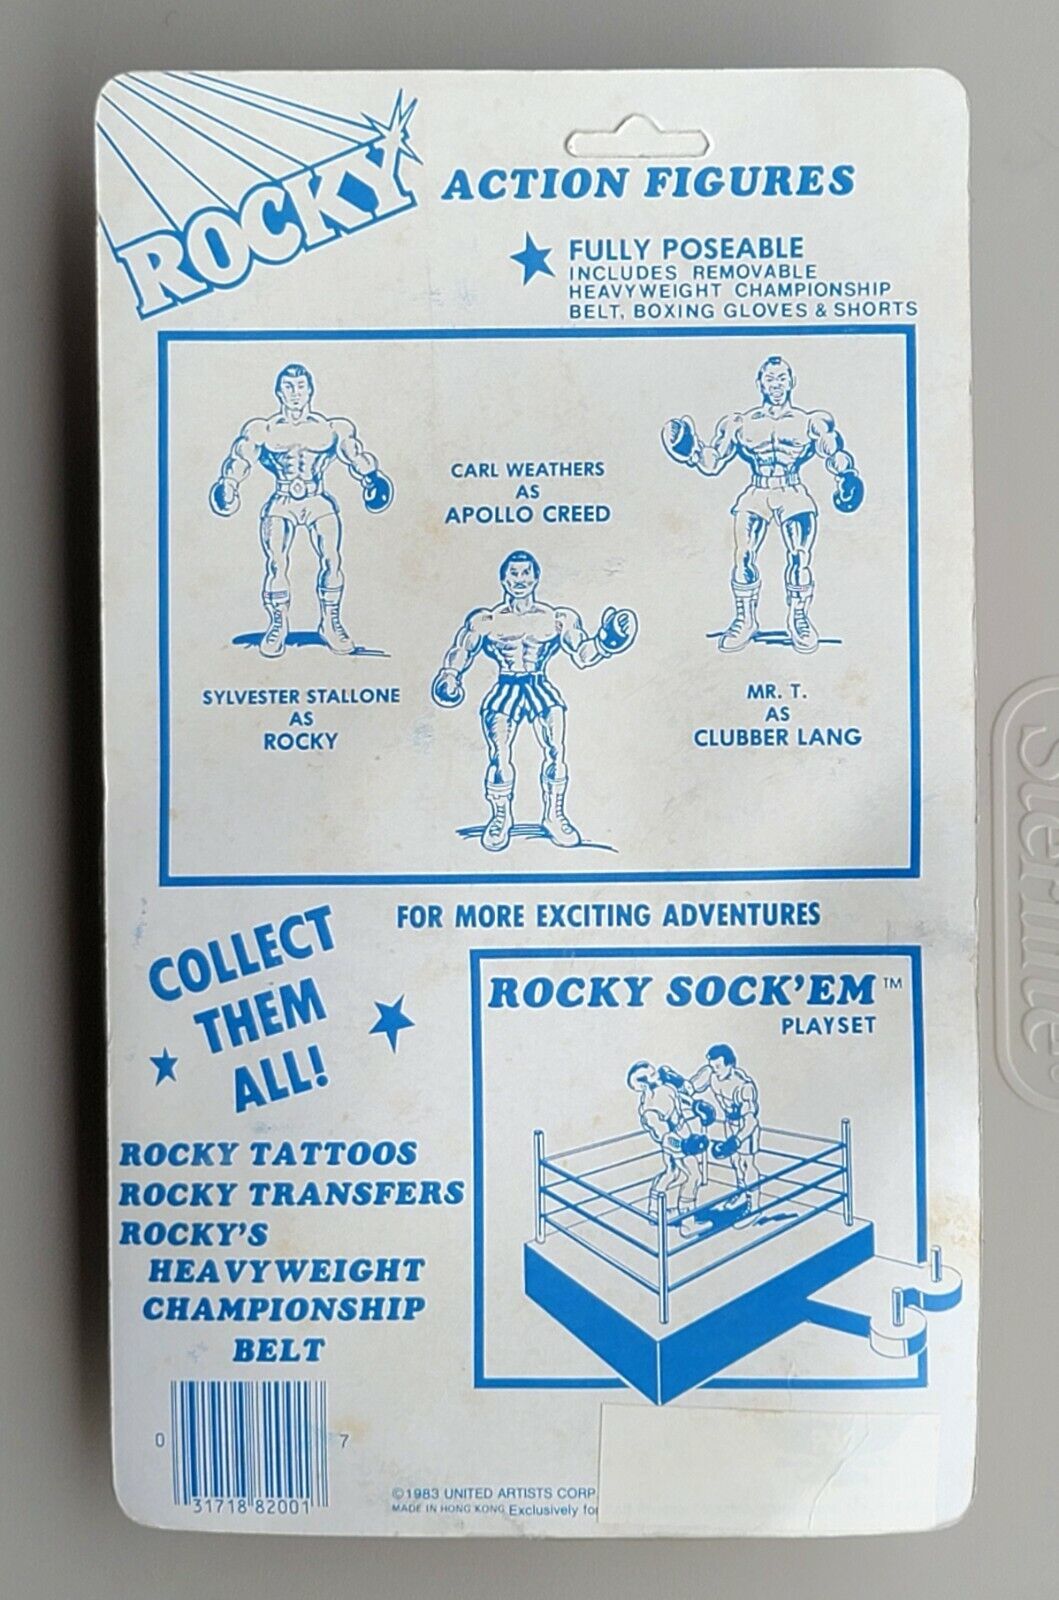 ROCKY
ACTION FIGURES
FULLY POSEABLE
INCLUDES REMOVABLE
HEAVYWEIGHT CHAMPIONSHIP
BELT, BOXING GLOVES & SHORTS
CARL WEATHERS
AS
APOLLO CREED
SYLVESTER STALLONE
AS
ROCKY
MR. T.
AS
CLUBBER LANG
COLLECT
THEM
ALL!
FOR MORE EXCITING ADVENTURES
ROCKY SOCK'EM™
PLAYSET
ROCKY TATTOOS
ROCKY TRANSFERS
ROCKY'S
HEAVYWEIGHT
CHAMPIONSHIP
BELT
0 31718 82001 7
©1983 UNITED ARTISTS CORP.
MADE IN HONG KONG Exclusively for
Sterilite